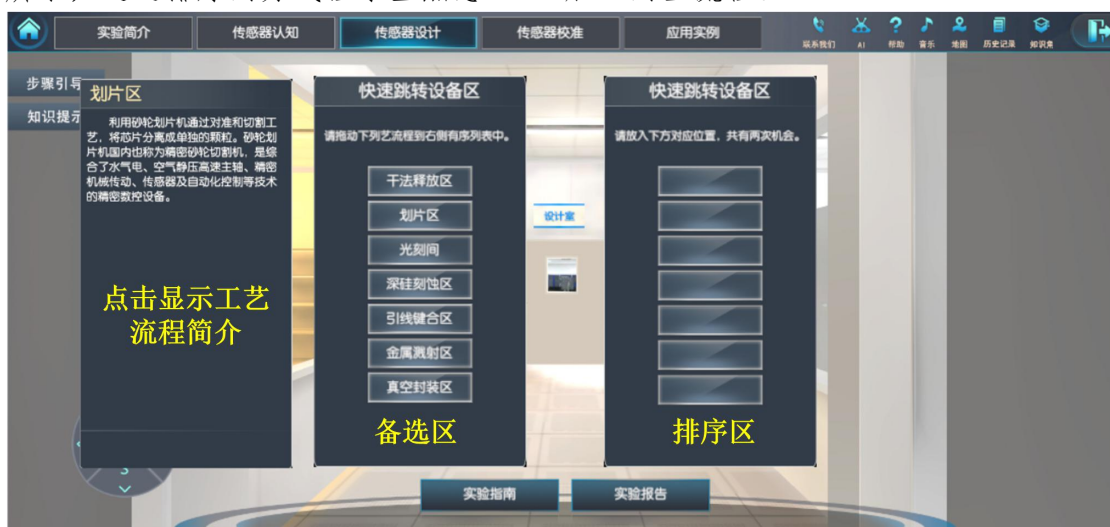 实验简介
传感器认知
传感器设计
传感器校准
应用实例
联系我们
AI
帮助
音乐
地图
历史记录
知识集
步骤引导
知识提示
划片区
利用砂轮划片机通过对准和切割工
艺，将芯片分离成单独的颗粒。砂轮划
片机国内也称为精密砂轮切割机，是综
合了水气电、空气静压高速主轴、精密
机械传动、传感器及自动化控制等技术
的精密数控设备。
点击显示工艺
流程简介
快速跳转设备区
请拖动下列艺流程到右侧有序列表中。
干法释放区
划片区
光刻间
深硅刻蚀区
引线键合区
金属溅射区
真空封装区
备选区
设计室
快速跳转设备区
请放入下方对应位置，共有两次机会。
排序区
S
实验指南
实验报告